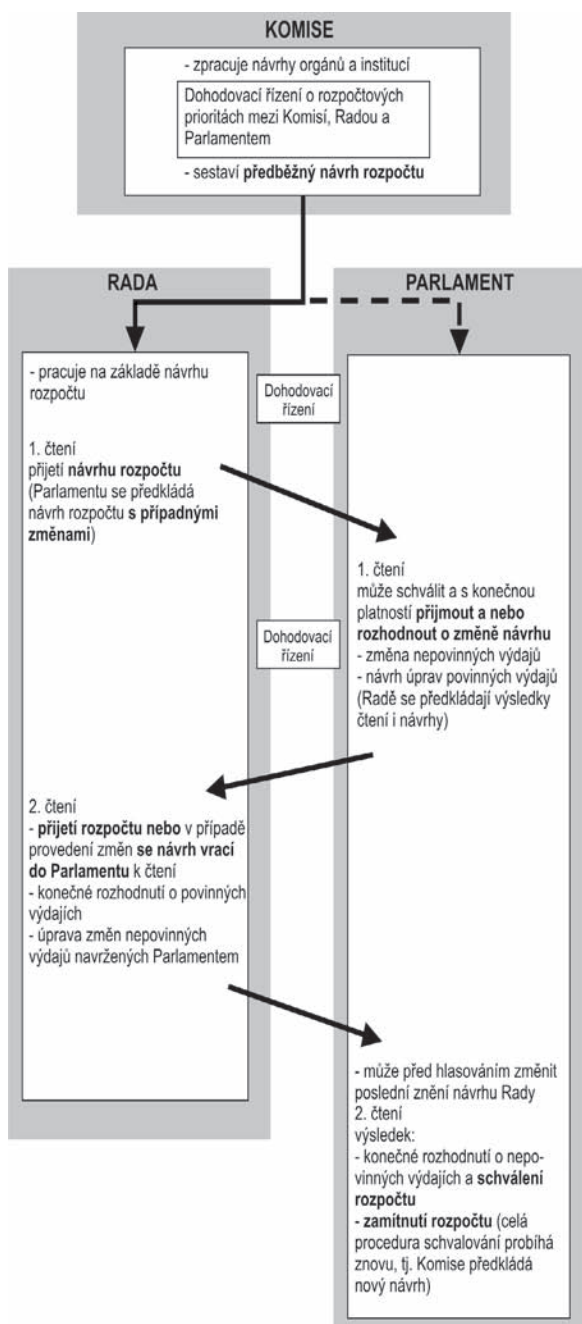 KOMISE
- zpracuje návrhy orgánů a institucí
Dohodovací řízení o rozpočtových
prioritách mezi Komisí, Radou a
Parlamentem
- sestaví předběžný návrh rozpočtu
RADA
- pracuje na základě návrhu
rozpočtu
1. čtení
přijetí návrhu rozpočtu
(Parlamentu se předkládá
návrh rozpočtu s případnými
změnami)
2. čtení
- přijetí rozpočtu nebo v případě
provedení změn se návrh vrací
do Parlamentu k čtení
- konečné rozhodnutí o povinných
výdajích
- úprava změn nepovinných
výdajů navržených Parlamentem
Dohodovací
řízení
Dohodovací
řízení
PARLAMENT
1. čtení
může schválit a s konečnou
platností přijmout a nebo
rozhodnout o změně návrhu
- změna nepovinných výdajů
- návrh úprav povinných výdajů
(Radě se předkládají výsledky
čtení i návrhy)
- může před hlasováním změnit
poslední znění návrhu Rady
2. čtení
výsledek:
- konečné rozhodnutí o nepo-
vinných výdajích a schválení
rozpočtu
- zamítnutí rozpočtu (celá
procedura schvalování probíhá
znovu, tj. Komise předkládá
nový návrh)